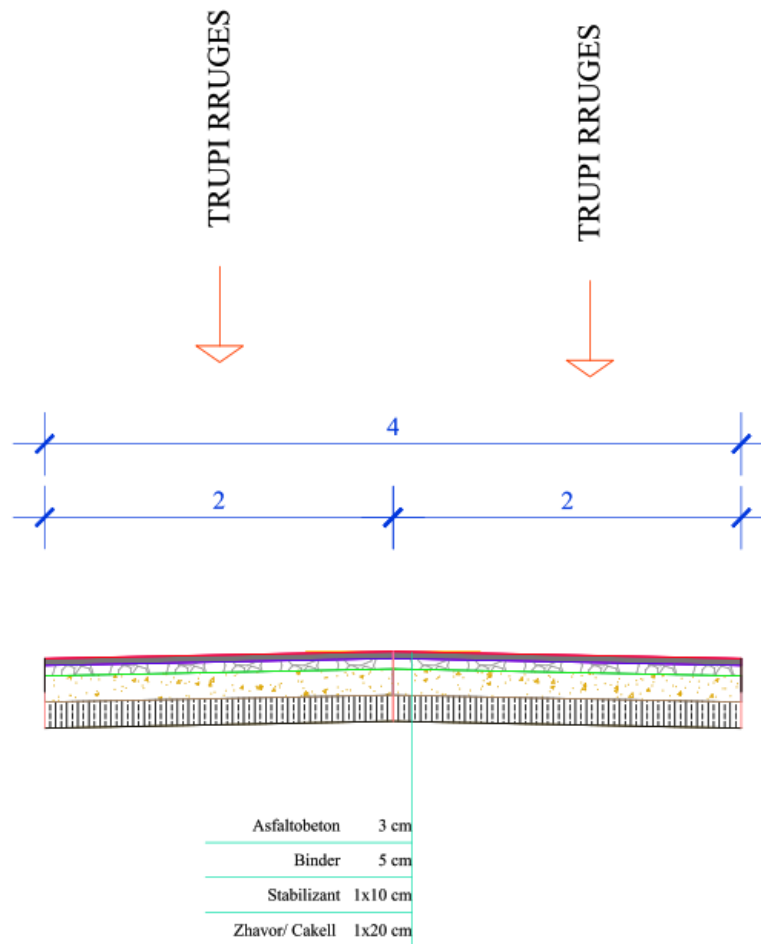 TRUPI RRUGES
TRUPI RRUGES
4
2
2
Asfaltobeton 3 cm
Binder 5 cm
Stabilizant 1x10 cm
Zhavor/ Cakell 1x20 cm